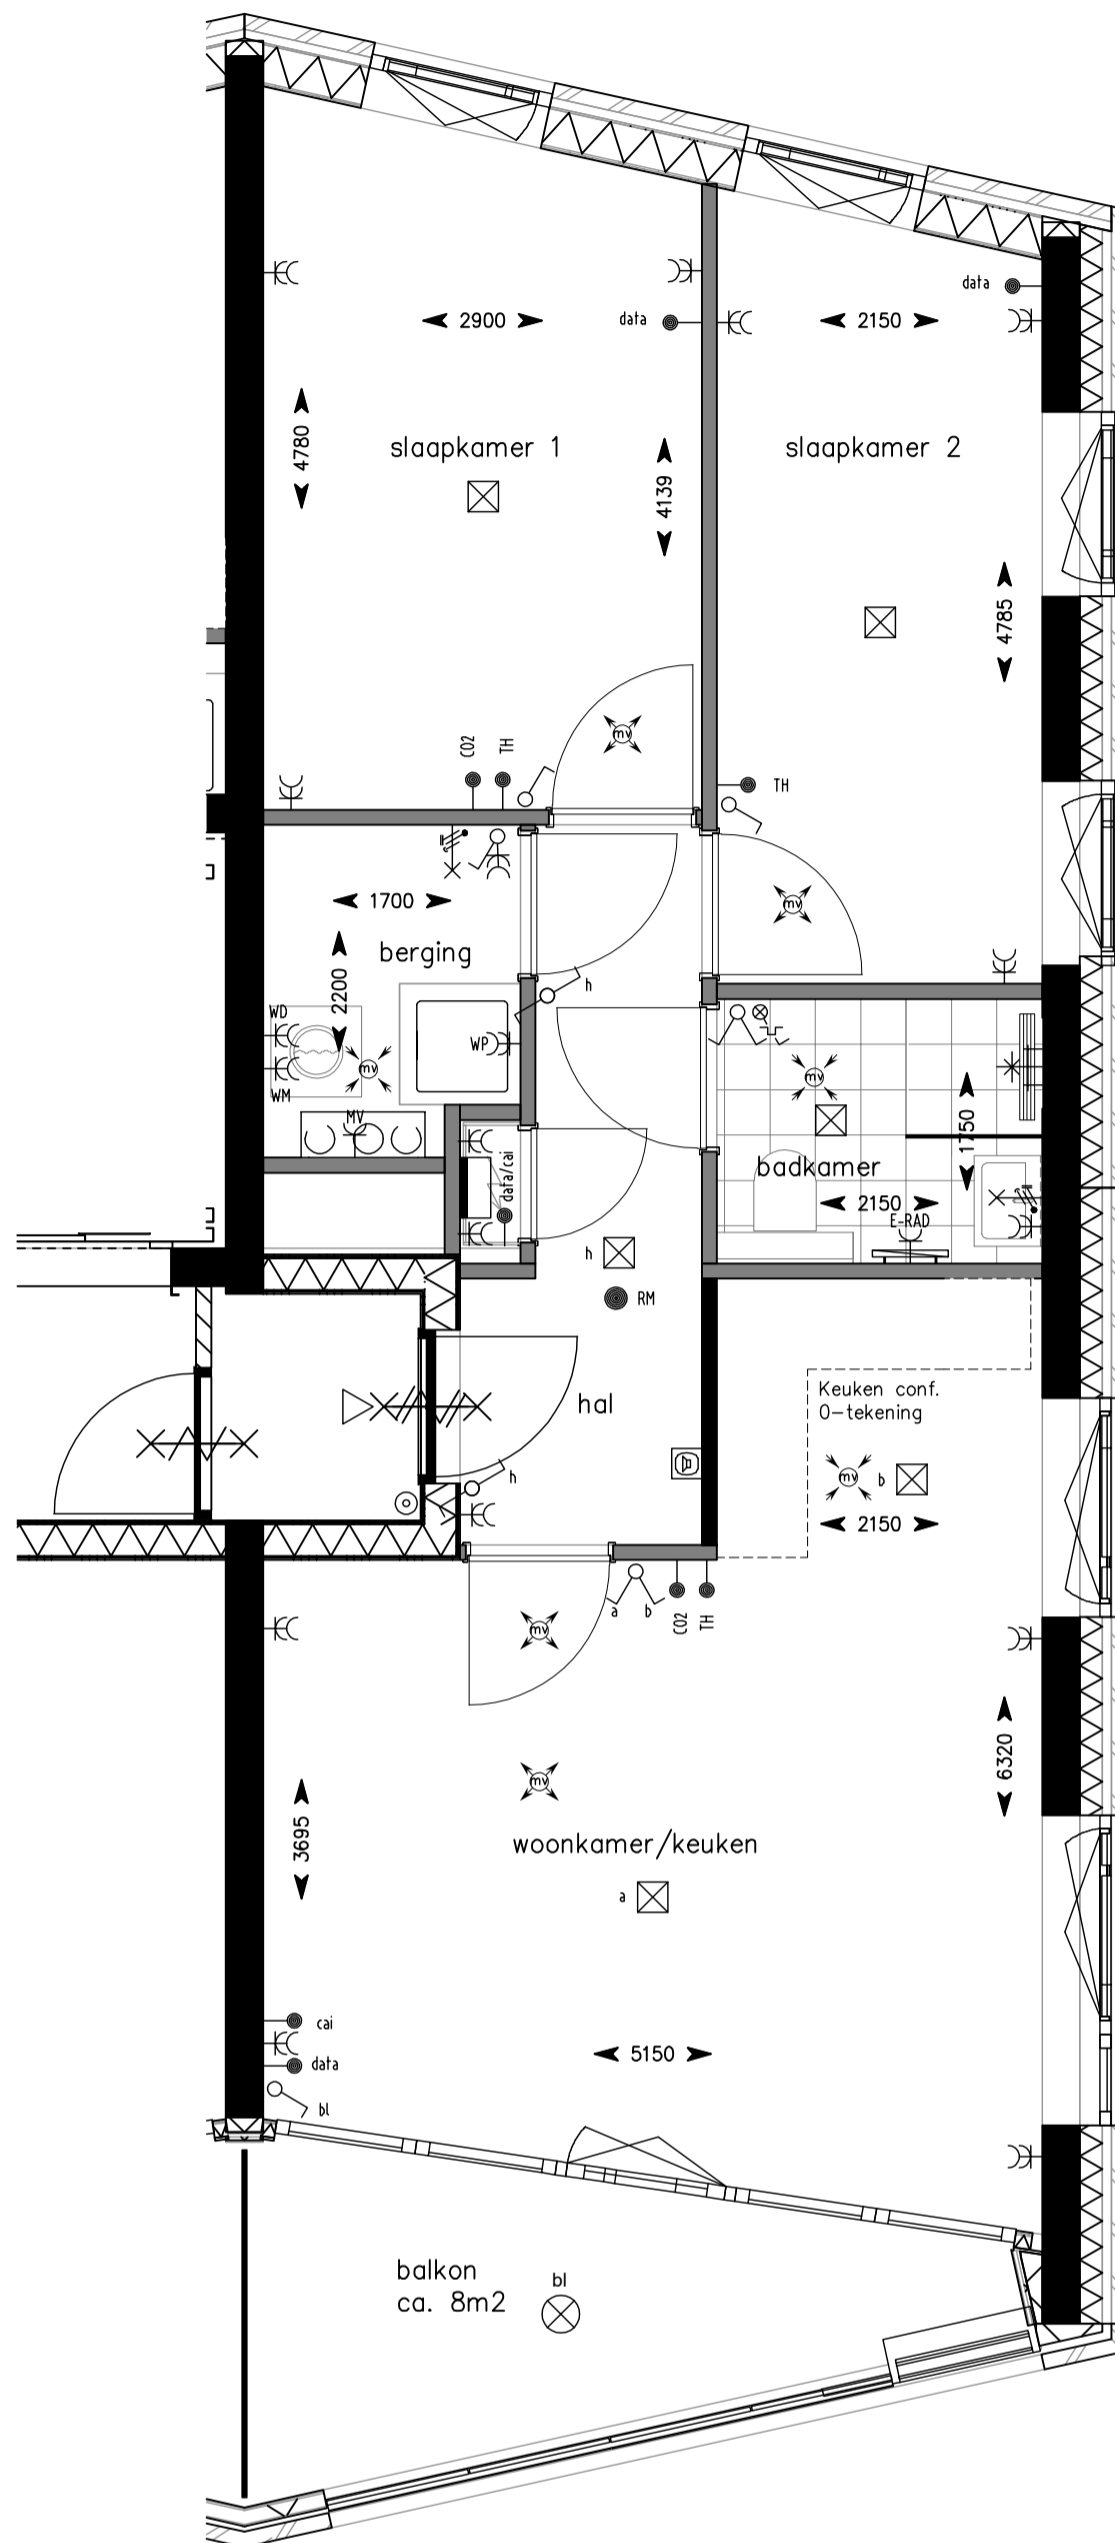 data
2900
data
2150
4780
slaapkamer 1
4139
slaapkamer 2
4785
CO2
TH
TH
mv
1700
mv
berging
2200
h
WD
WP
mv
mv
WM
MV
1750
data/cai
badkamer
2150
E-RAD
h
RM
Keuken conf.
0-tekening
hal
h
mv
b
2150
a
b
CO2
TH
mv
6320
mv
3695
woonkamer/keuken
a
cai
5150
data
bl
balkon
bl
ca. 8m2